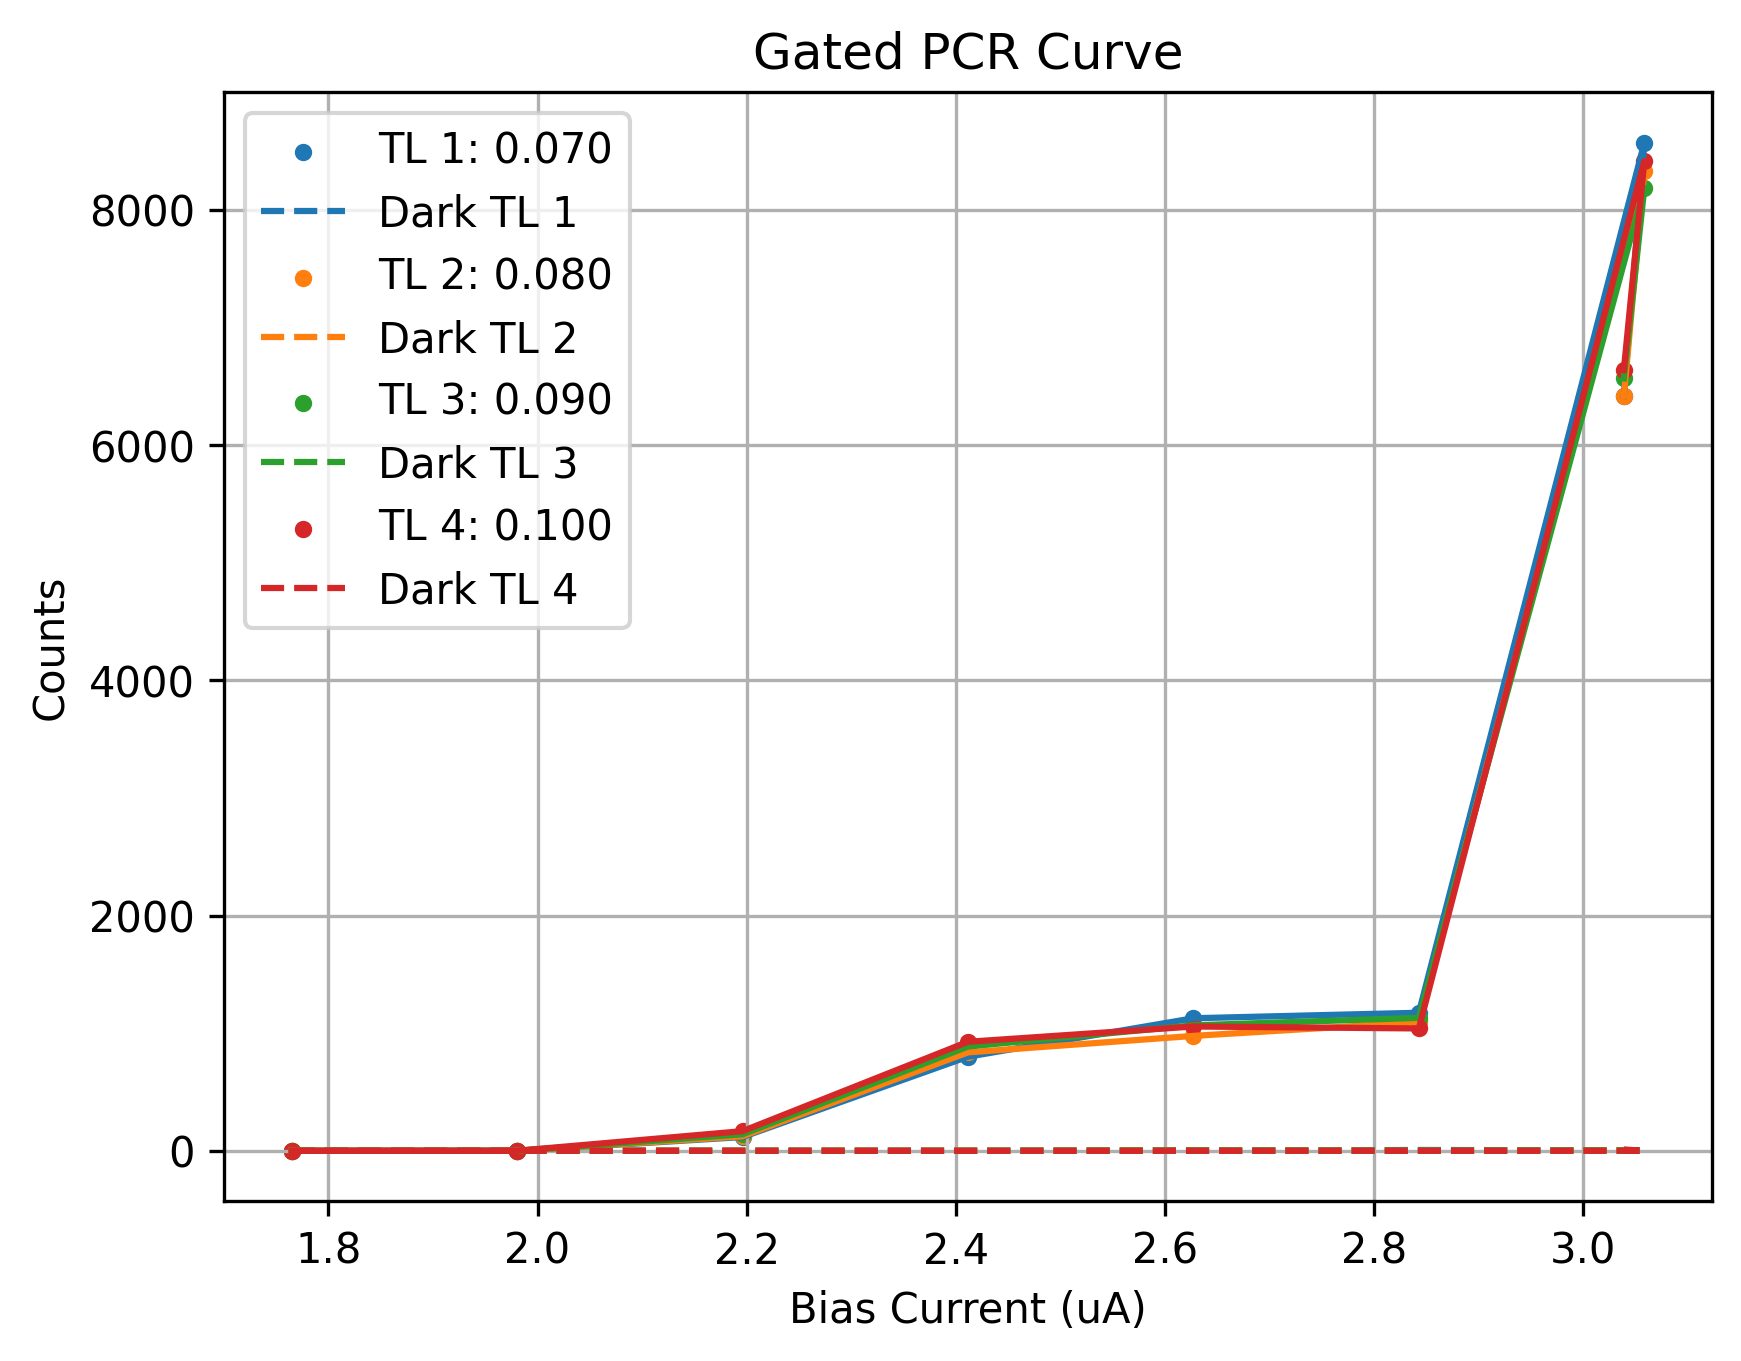 Gated PCR Curve
TL 1: 0.070
Dark TL 1
TL 2: 0.080
Dark TL 2
TL 3: 0.090
Dark TL 3
TL 4: 0.100
Dark TL 4
Counts
8000
6000
4000
2000
0
1.8 2.0 2.2 2.4 2.6 2.8 3.0
Bias Current (uA)